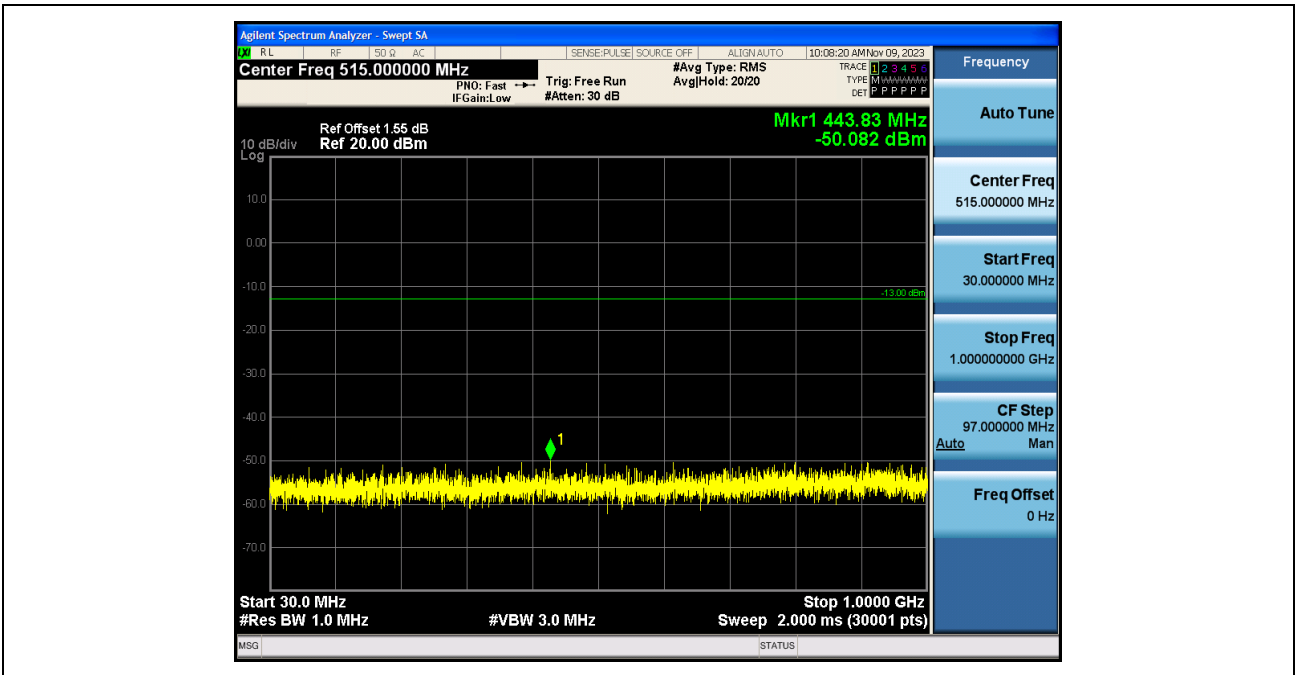 Agilent Spectrum Analyzer - Swept SA
LXI RL RF 50 Ω AC SENSE:PULSE SOURCE OFF ALIGN AUTO 10:08:20 AM Nov 09, 2023
Center Freq 515.000000 MHz
PNO: Fast
IFGain:Low
Trig: Free Run
#Atten: 30 dB
#Avg Type: RMS
Avg|Hold: 20/20
TRACE 1 2 3 4 5 6
TYPE MWWWWW
DET P P P P P P
Mkr1 443.83 MHz
-50.082 dBm
Ref Offset 1.55 dB
10 dB/div Ref 20.00 dBm
Log
10.0
0.00
-10.0
-13.00 dBm
-20.0
-30.0
-40.0
1
-50.0
-60.0
-70.0
Start 30.0 MHz Stop 1.0000 GHz
#Res BW 1.0 MHz #VBW 3.0 MHz Sweep 2.000 ms (30001 pts)
MSG STATUS
Frequency
Auto Tune
Center Freq
515.000000 MHz
Start Freq
30.000000 MHz
Stop Freq
1.000000000 GHz
CF Step
97.000000 MHz
Auto Man
Freq Offset
0 Hz